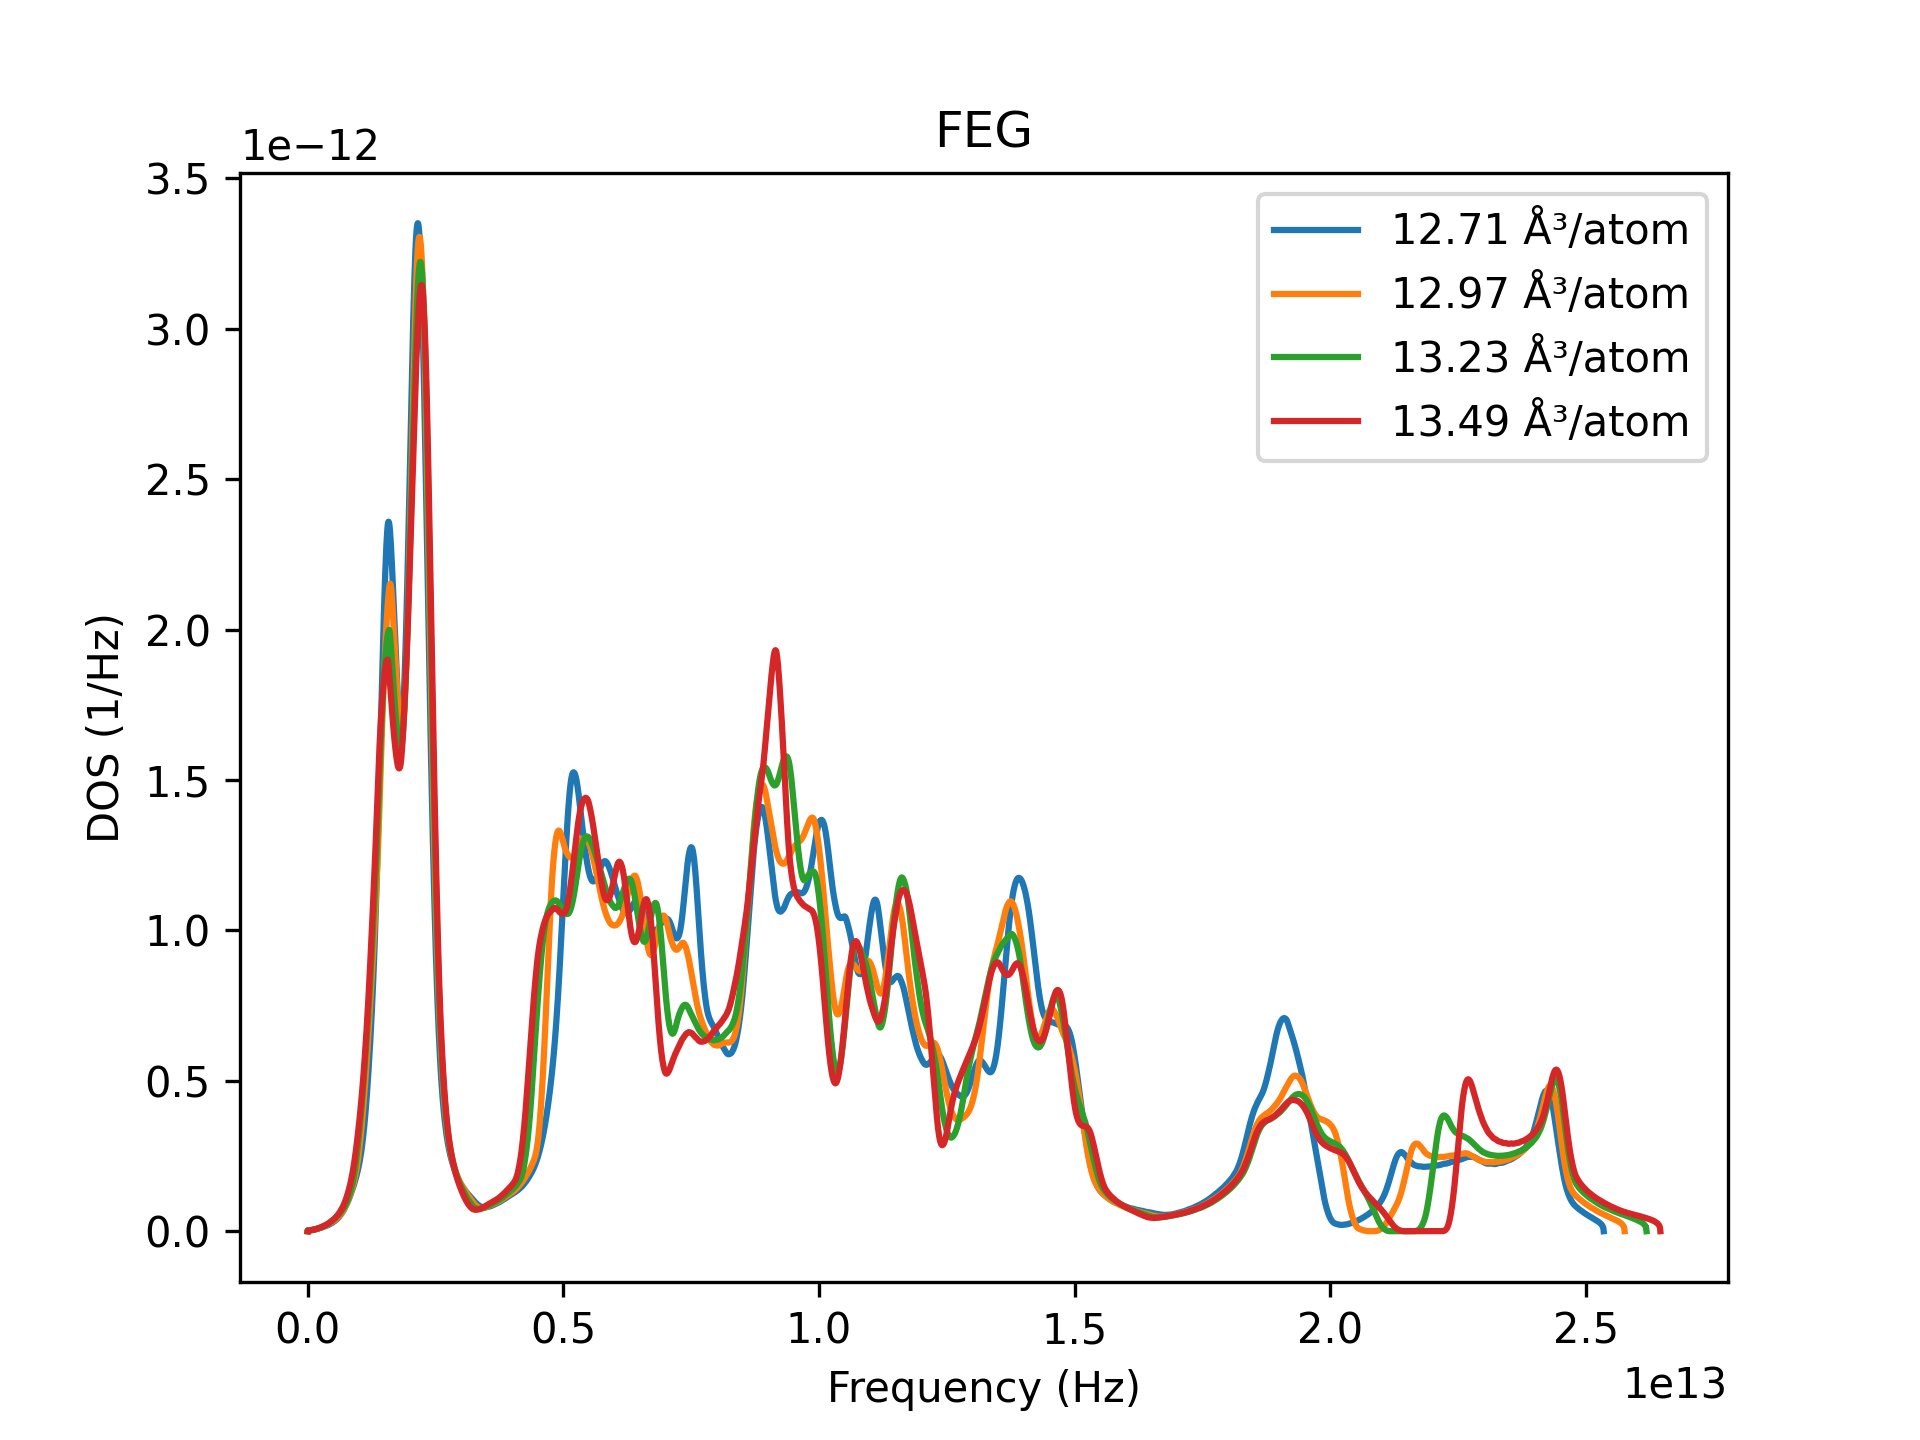 FEG
1e−12
3.5
3.0
2.5
2.0
1.5
1.0
0.5
0.0
DOS (1/Hz)
12.71 Å³/atom
12.97 Å³/atom
13.23 Å³/atom
13.49 Å³/atom
0.0 0.5 1.0 1.5 2.0 2.5
1e13
Frequency (Hz)